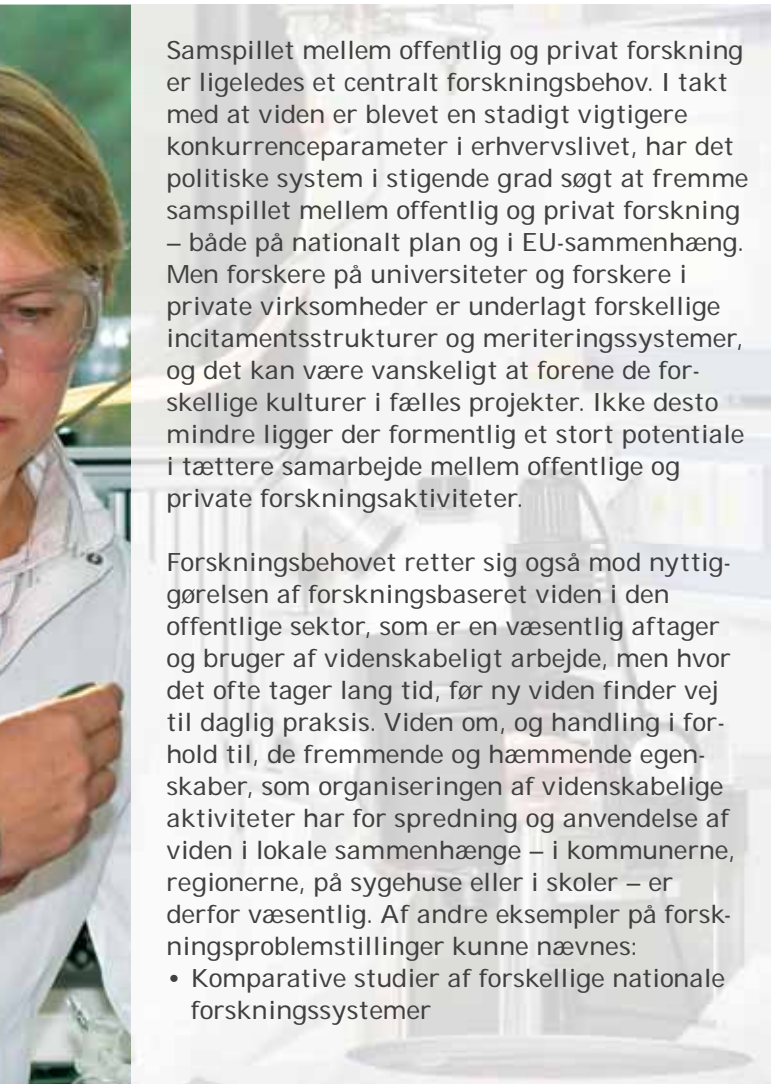 Samspillet mellem offentlig og privat forskning
er ligeledes et centralt forskningsbehov. I takt
med at viden er blevet en stadigt vigtigere
konkurrenceparameter i erhvervslivet, har det
politiske system i stigende grad søgt at fremme
samspillet mellem offentlig og privat forskning
– både på nationalt plan og i EU-sammenhæng.
Men forskere på universiteter og forskere i
private virksomheder er underlagt forskellige
incitamentsstrukturer og meriteringssystemer,
og det kan være vanskeligt at forene de for-
skellige kulturer i fælles projekter. Ikke desto
mindre ligger der formentlig et stort potentiale
i tættere samarbejde mellem offentlige og
private forskningsaktiviteter.

Forskningsbehovet retter sig også mod nyttig-
gørelsen af forskningsbaseret viden i den
offentlige sektor, som er en væsentlig aftager
og bruger af videnskabeligt arbejde, men hvor
det ofte tager lang tid, før ny viden finder vej
til daglig praksis. Viden om, og handling i for-
hold til, de fremmende og hæmmende egen-
skaber, som organiseringen af videnskabelige
aktiviteter har for spredning og anvendelse af
viden i lokale sammenhænge – i kommunerne,
regionerne, på sygehuse eller i skoler – er
derfor væsentlig. Af andre eksempler på forsk-
ningsproblemstillinger kunne nævnes:
• Komparative studier af forskellige nationale
forskningssystemer